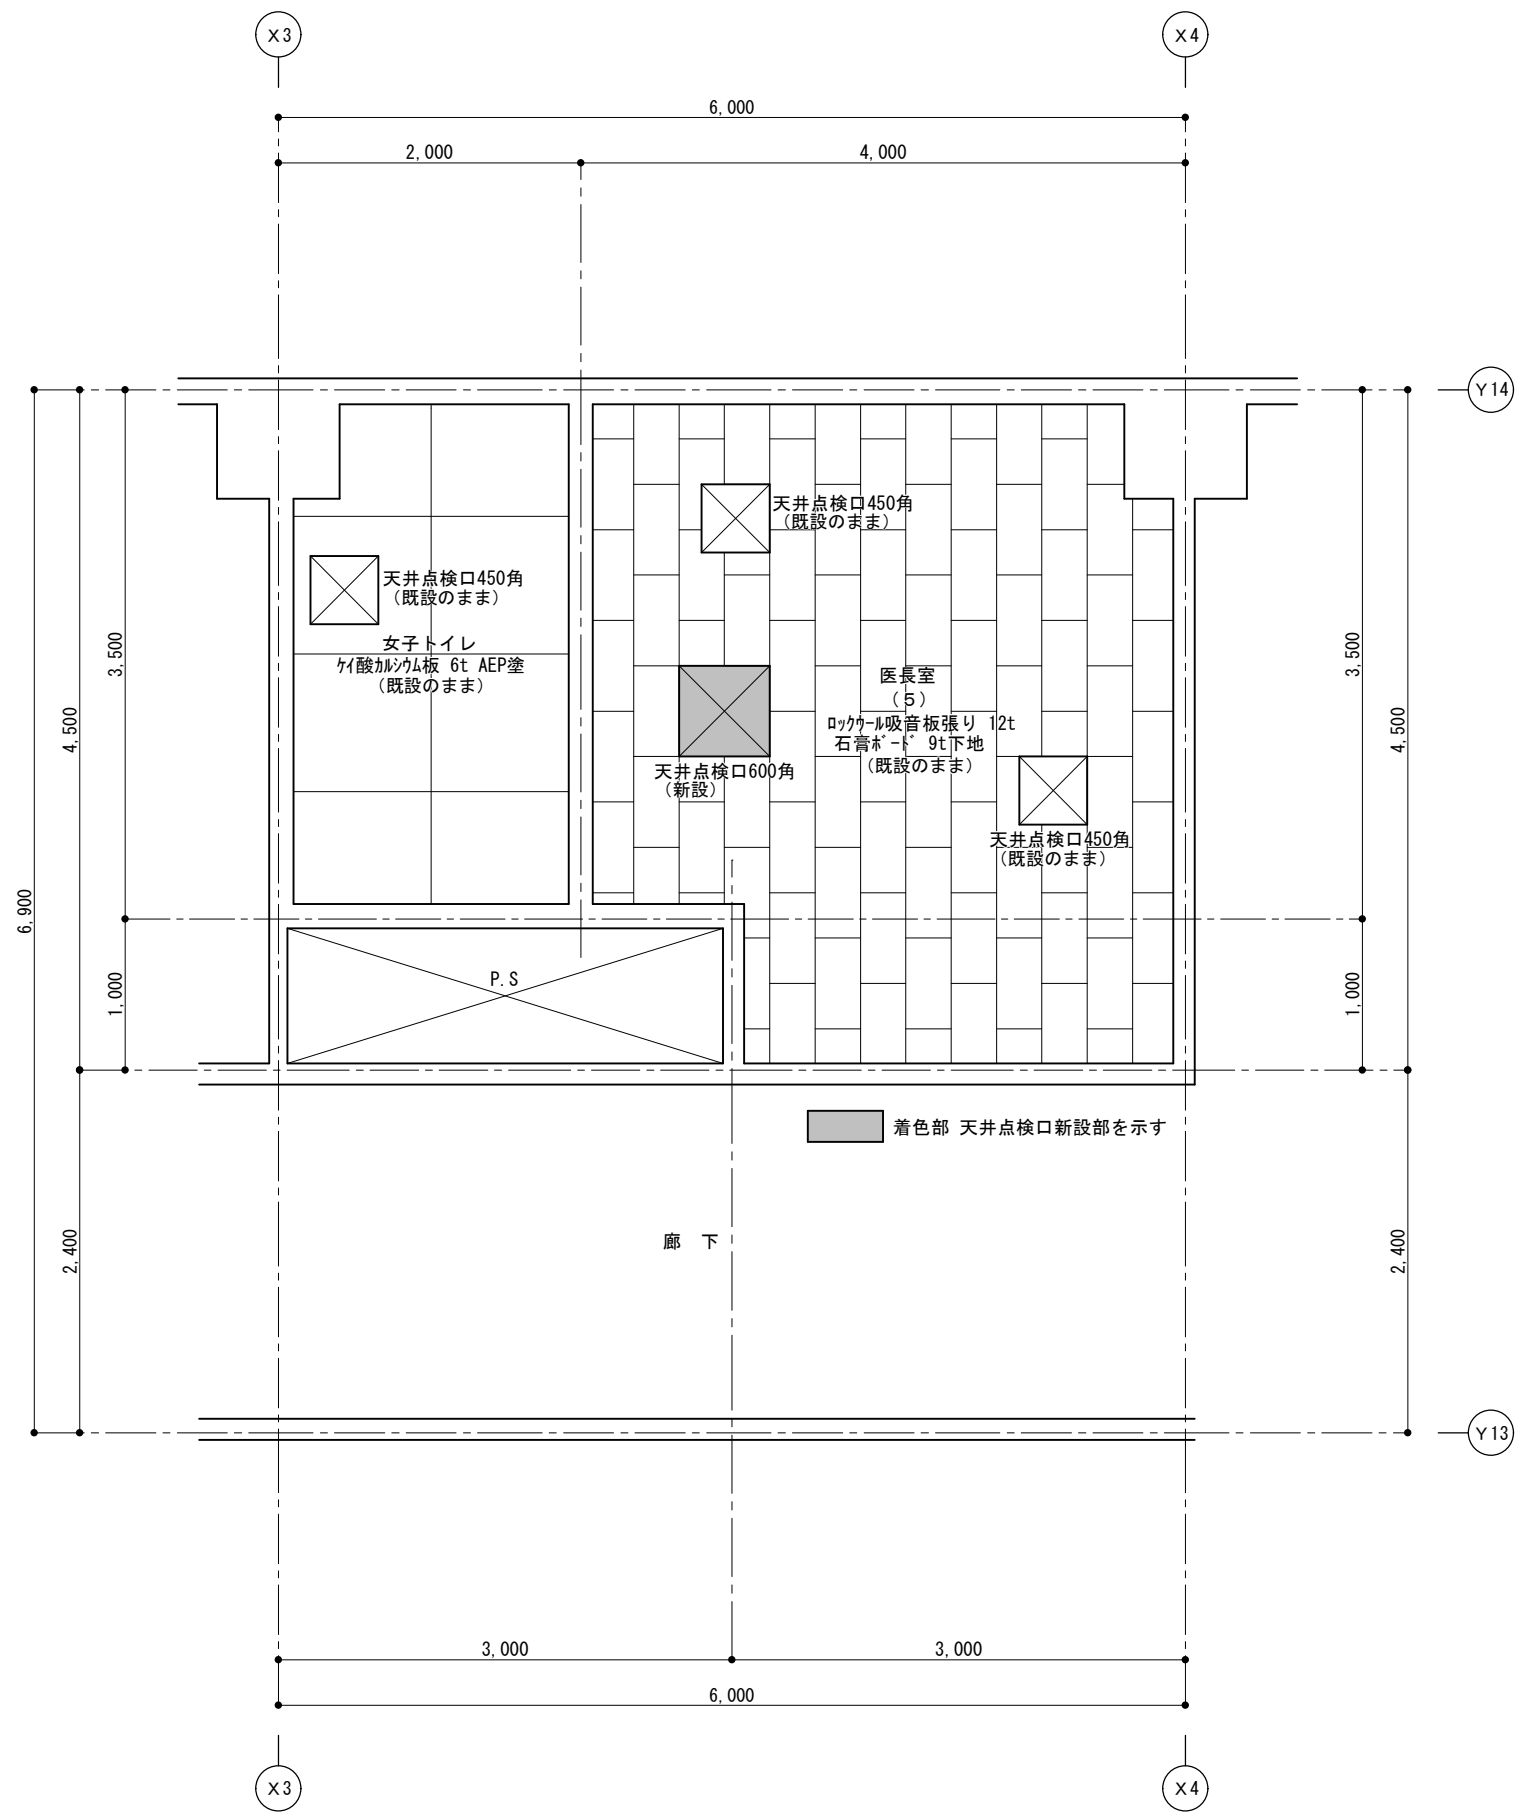 X3
X4
6,000
2,000
4,000
Y14
天井点検口450角
(既設のまま)
天井点検口450角
(既設のまま)
女子トイレ
ｹｲ酸ｶﾙｼｳﾑ板 6t AEP塗
(既設のまま)
医長室
(５)
ﾛｯｸｳｰﾙ吸音板張り 12t
石膏ﾎﾞｰﾄﾞ 9t下地
(既設のまま)
天井点検口600角
(新設)
天井点検口450角
(既設のまま)
3,500
4,500
6,900
1,000
2,400
3,500
4,500
1,000
2,400
P.S
着色部 天井点検口新設部を示す
廊　下
Y13
3,000
3,000
6,000
X3
X4